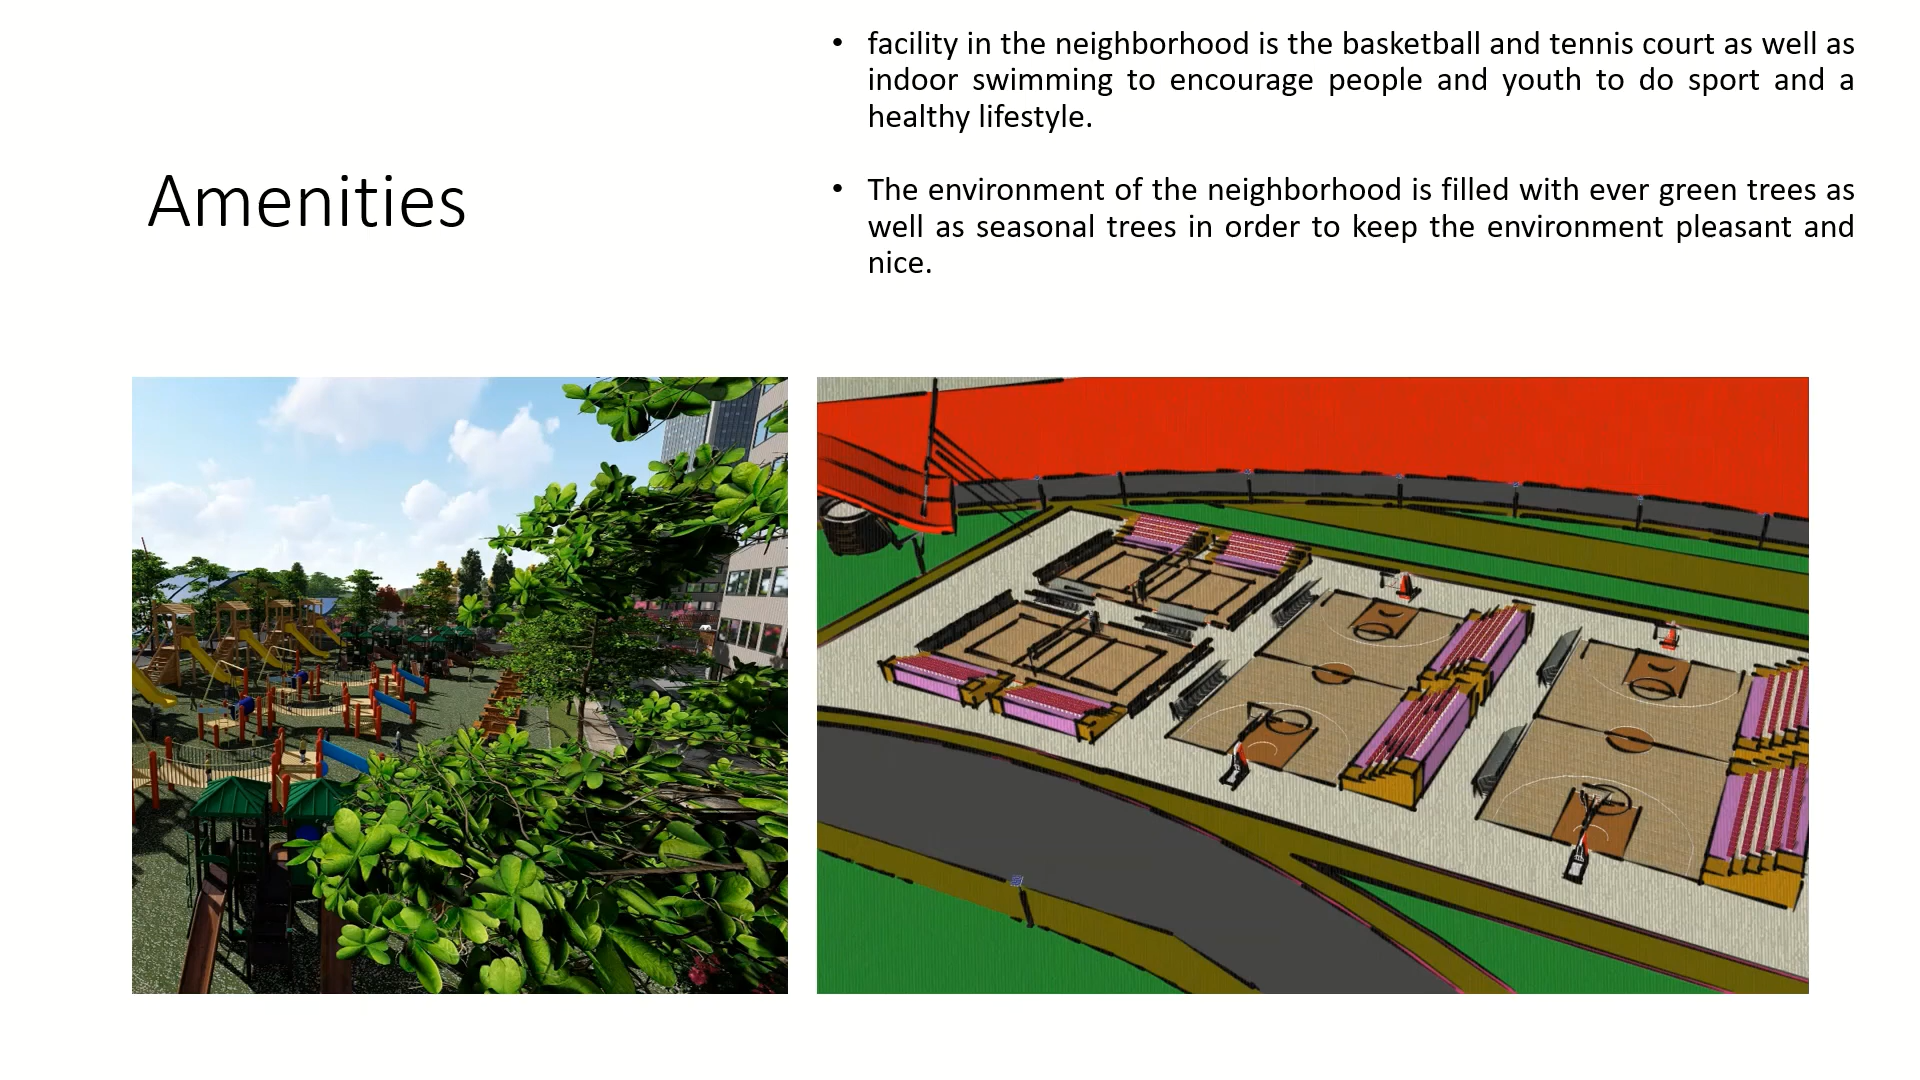 Amenities
• facility in the neighborhood is the basketball and tennis court as well as
indoor swimming to encourage people and youth to do sport and a
healthy lifestyle.
• The environment of the neighborhood is filled with ever green trees as
well as seasonal trees in order to keep the environment pleasant and
nice.